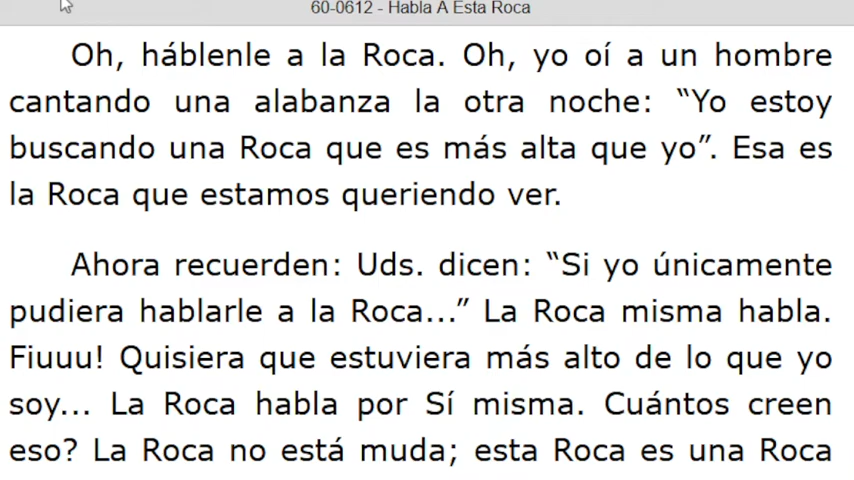 60-0612 - Habla A Esta Roca
Oh, háblenle a la Roca. Oh, yo oí a un hombre
cantando una alabanza la otra noche: “Yo estoy
buscando una Roca que es más alta que yo”. Esa es
la Roca que estamos queriendo ver.
Ahora recuerden: Uds. dicen: “Si yo únicamente
pudiera hablarle a la Roca...” La Roca misma habla.
Fiuuu! Quisiera que estuviera más alto de lo que yo
soy... La Roca habla por Sí misma. Cuántos creen
eso? La Roca no está muda; esta Roca es una Roca